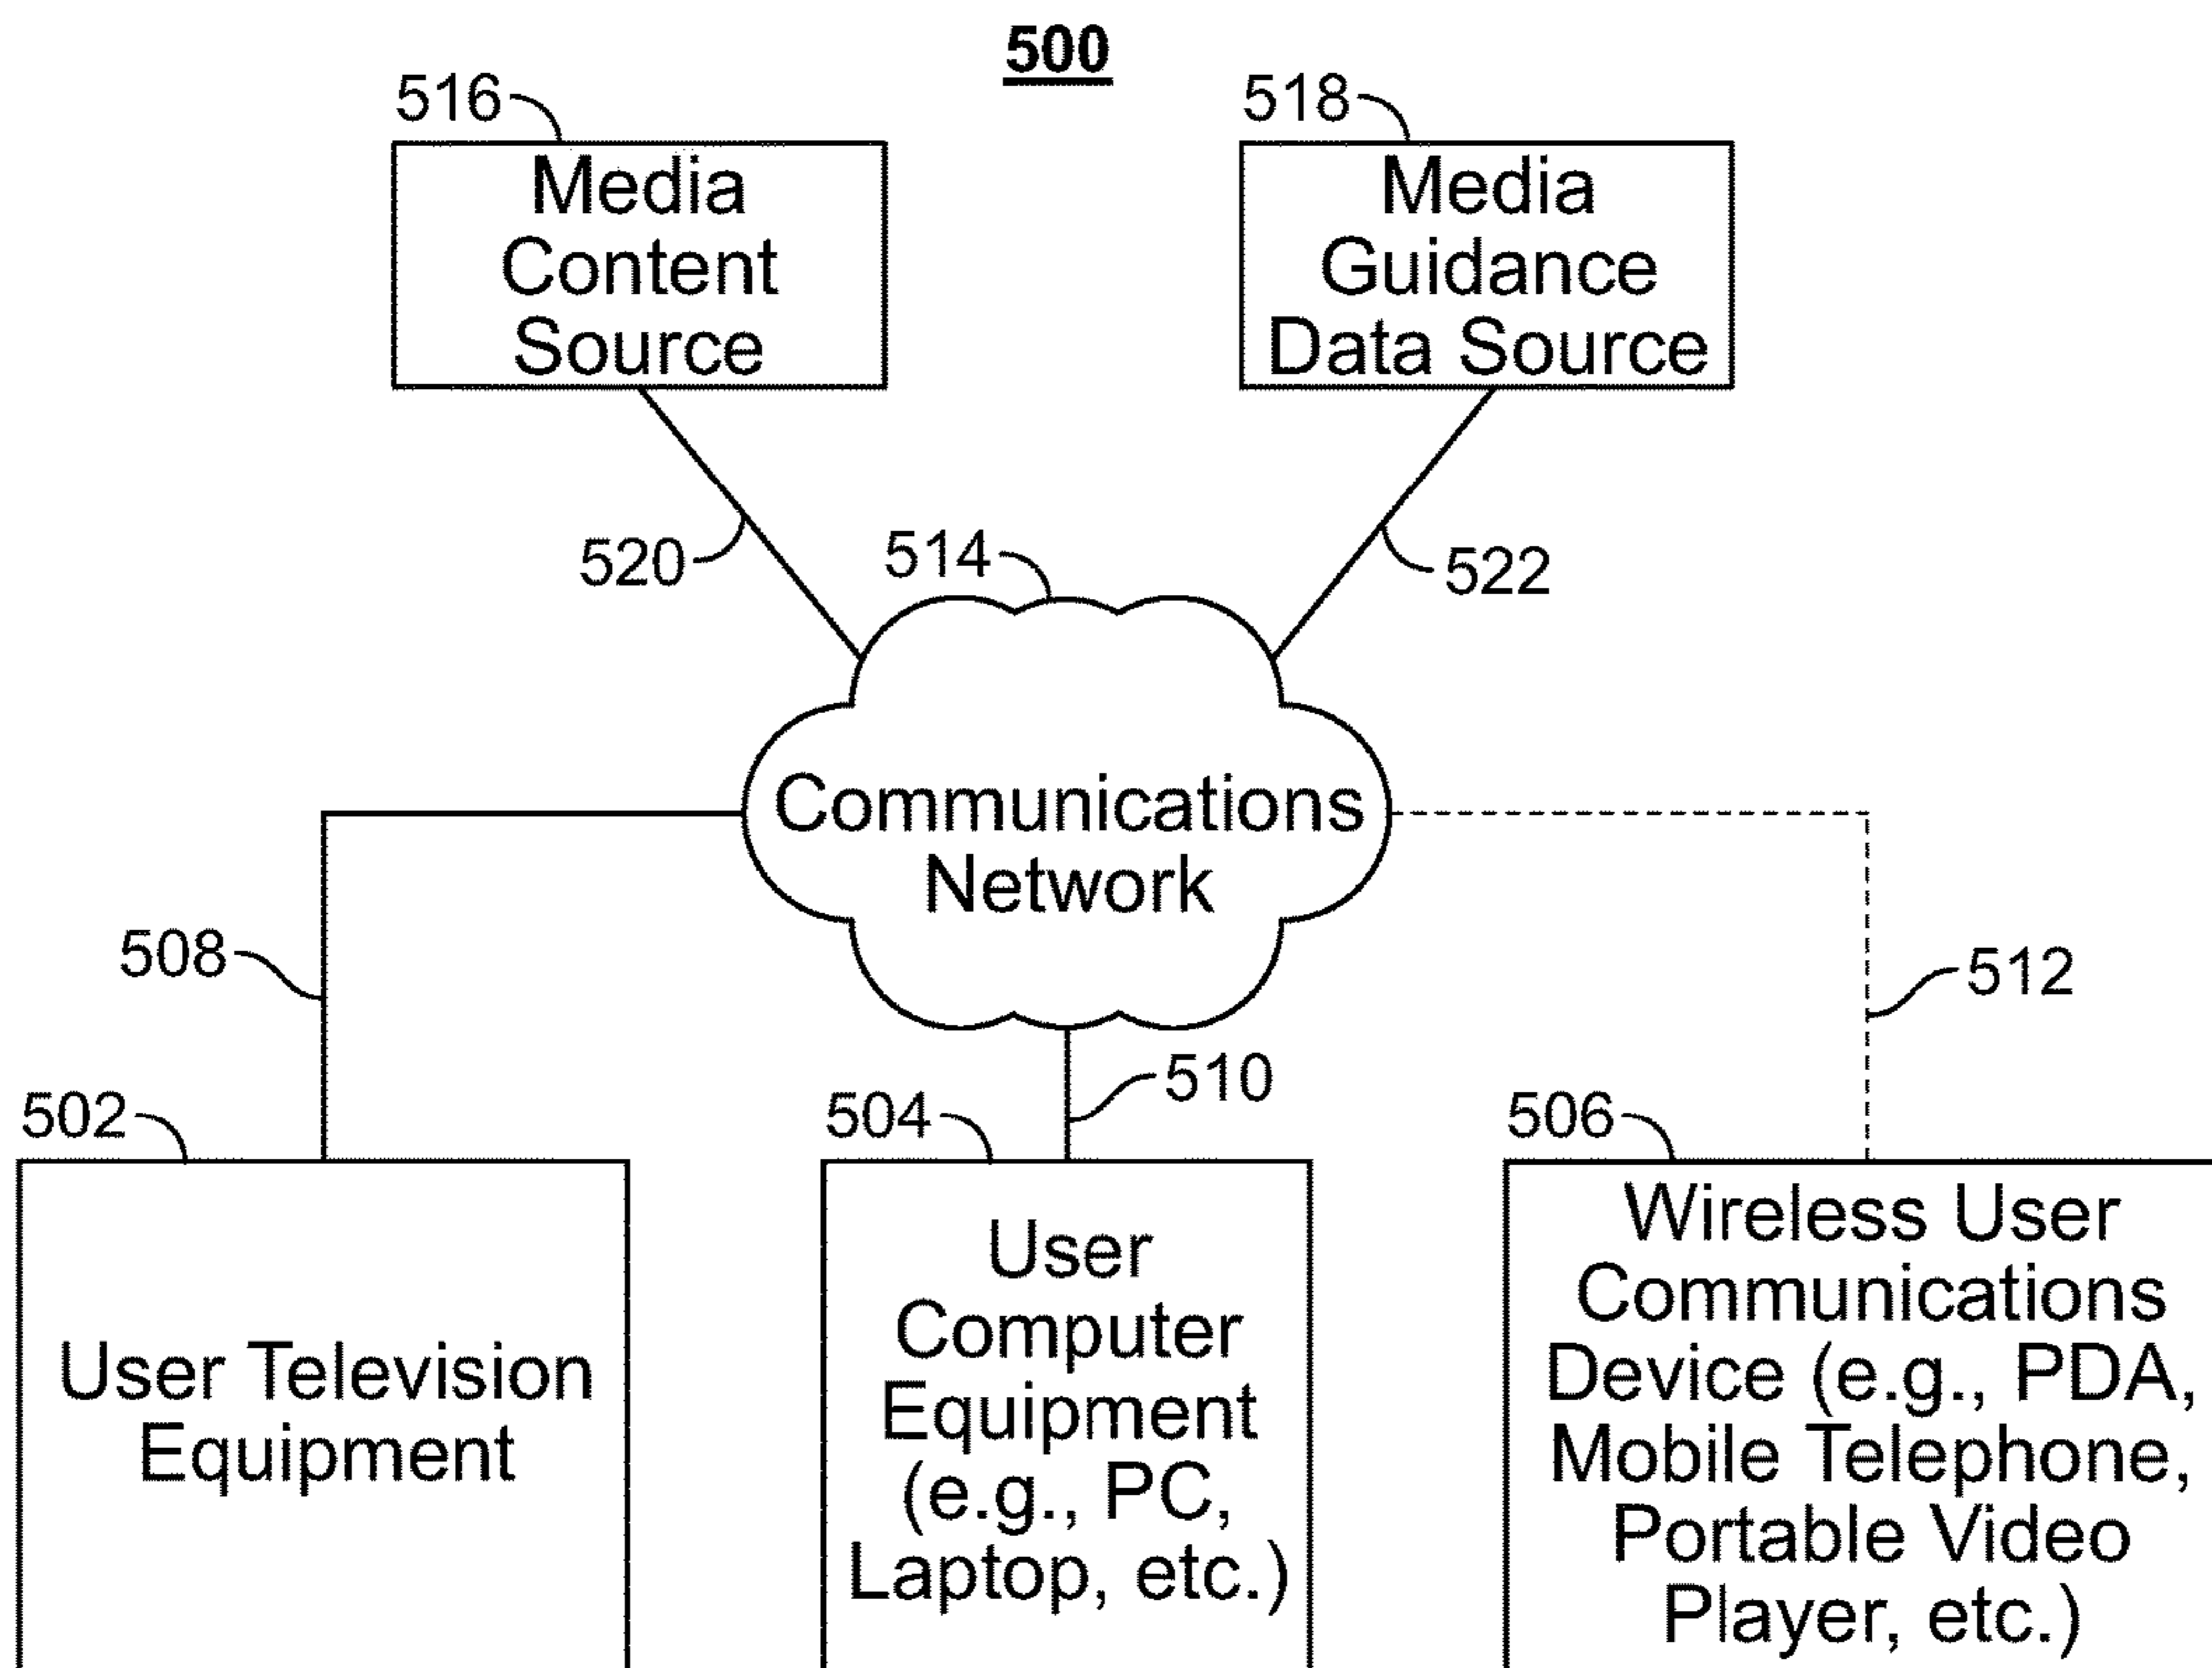 500
516
518
Media
Content
Source
Media
Guidance
Data Source
520
514
522
Communications
Network
508
512
510
502
504
506
User Television
Equipment
User
Computer
Equipment
(e.g., PC,
Laptop, etc.)
Wireless User
Communications
Device (e.g., PDA,
Mobile Telephone,
Portable Video
Player, etc.)